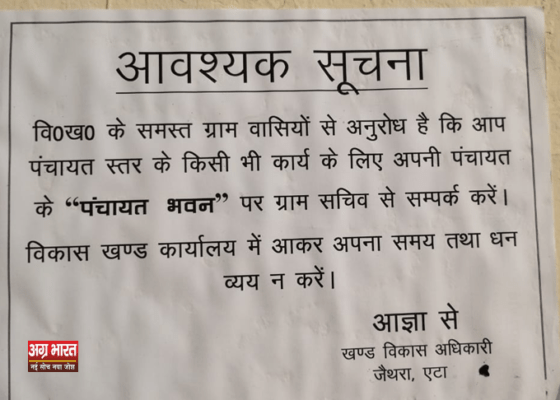 आवश्यक सूचना
वि0ख0 के समस्त ग्राम वासियों से अनुरोध है कि आप
पंचायत स्तर के किसी भी कार्य के लिए अपनी पंचायत
के “पंचायत भवन” पर ग्राम सचिव से सम्पर्क करें।
विकास खण्ड कार्यालय में आकर अपना समय तथा धन
व्यय न करें।
आज्ञा से
खण्ड विकास अधिकारी
जैथरा, एटा
अग्र भारत
नई सोच नया जोश